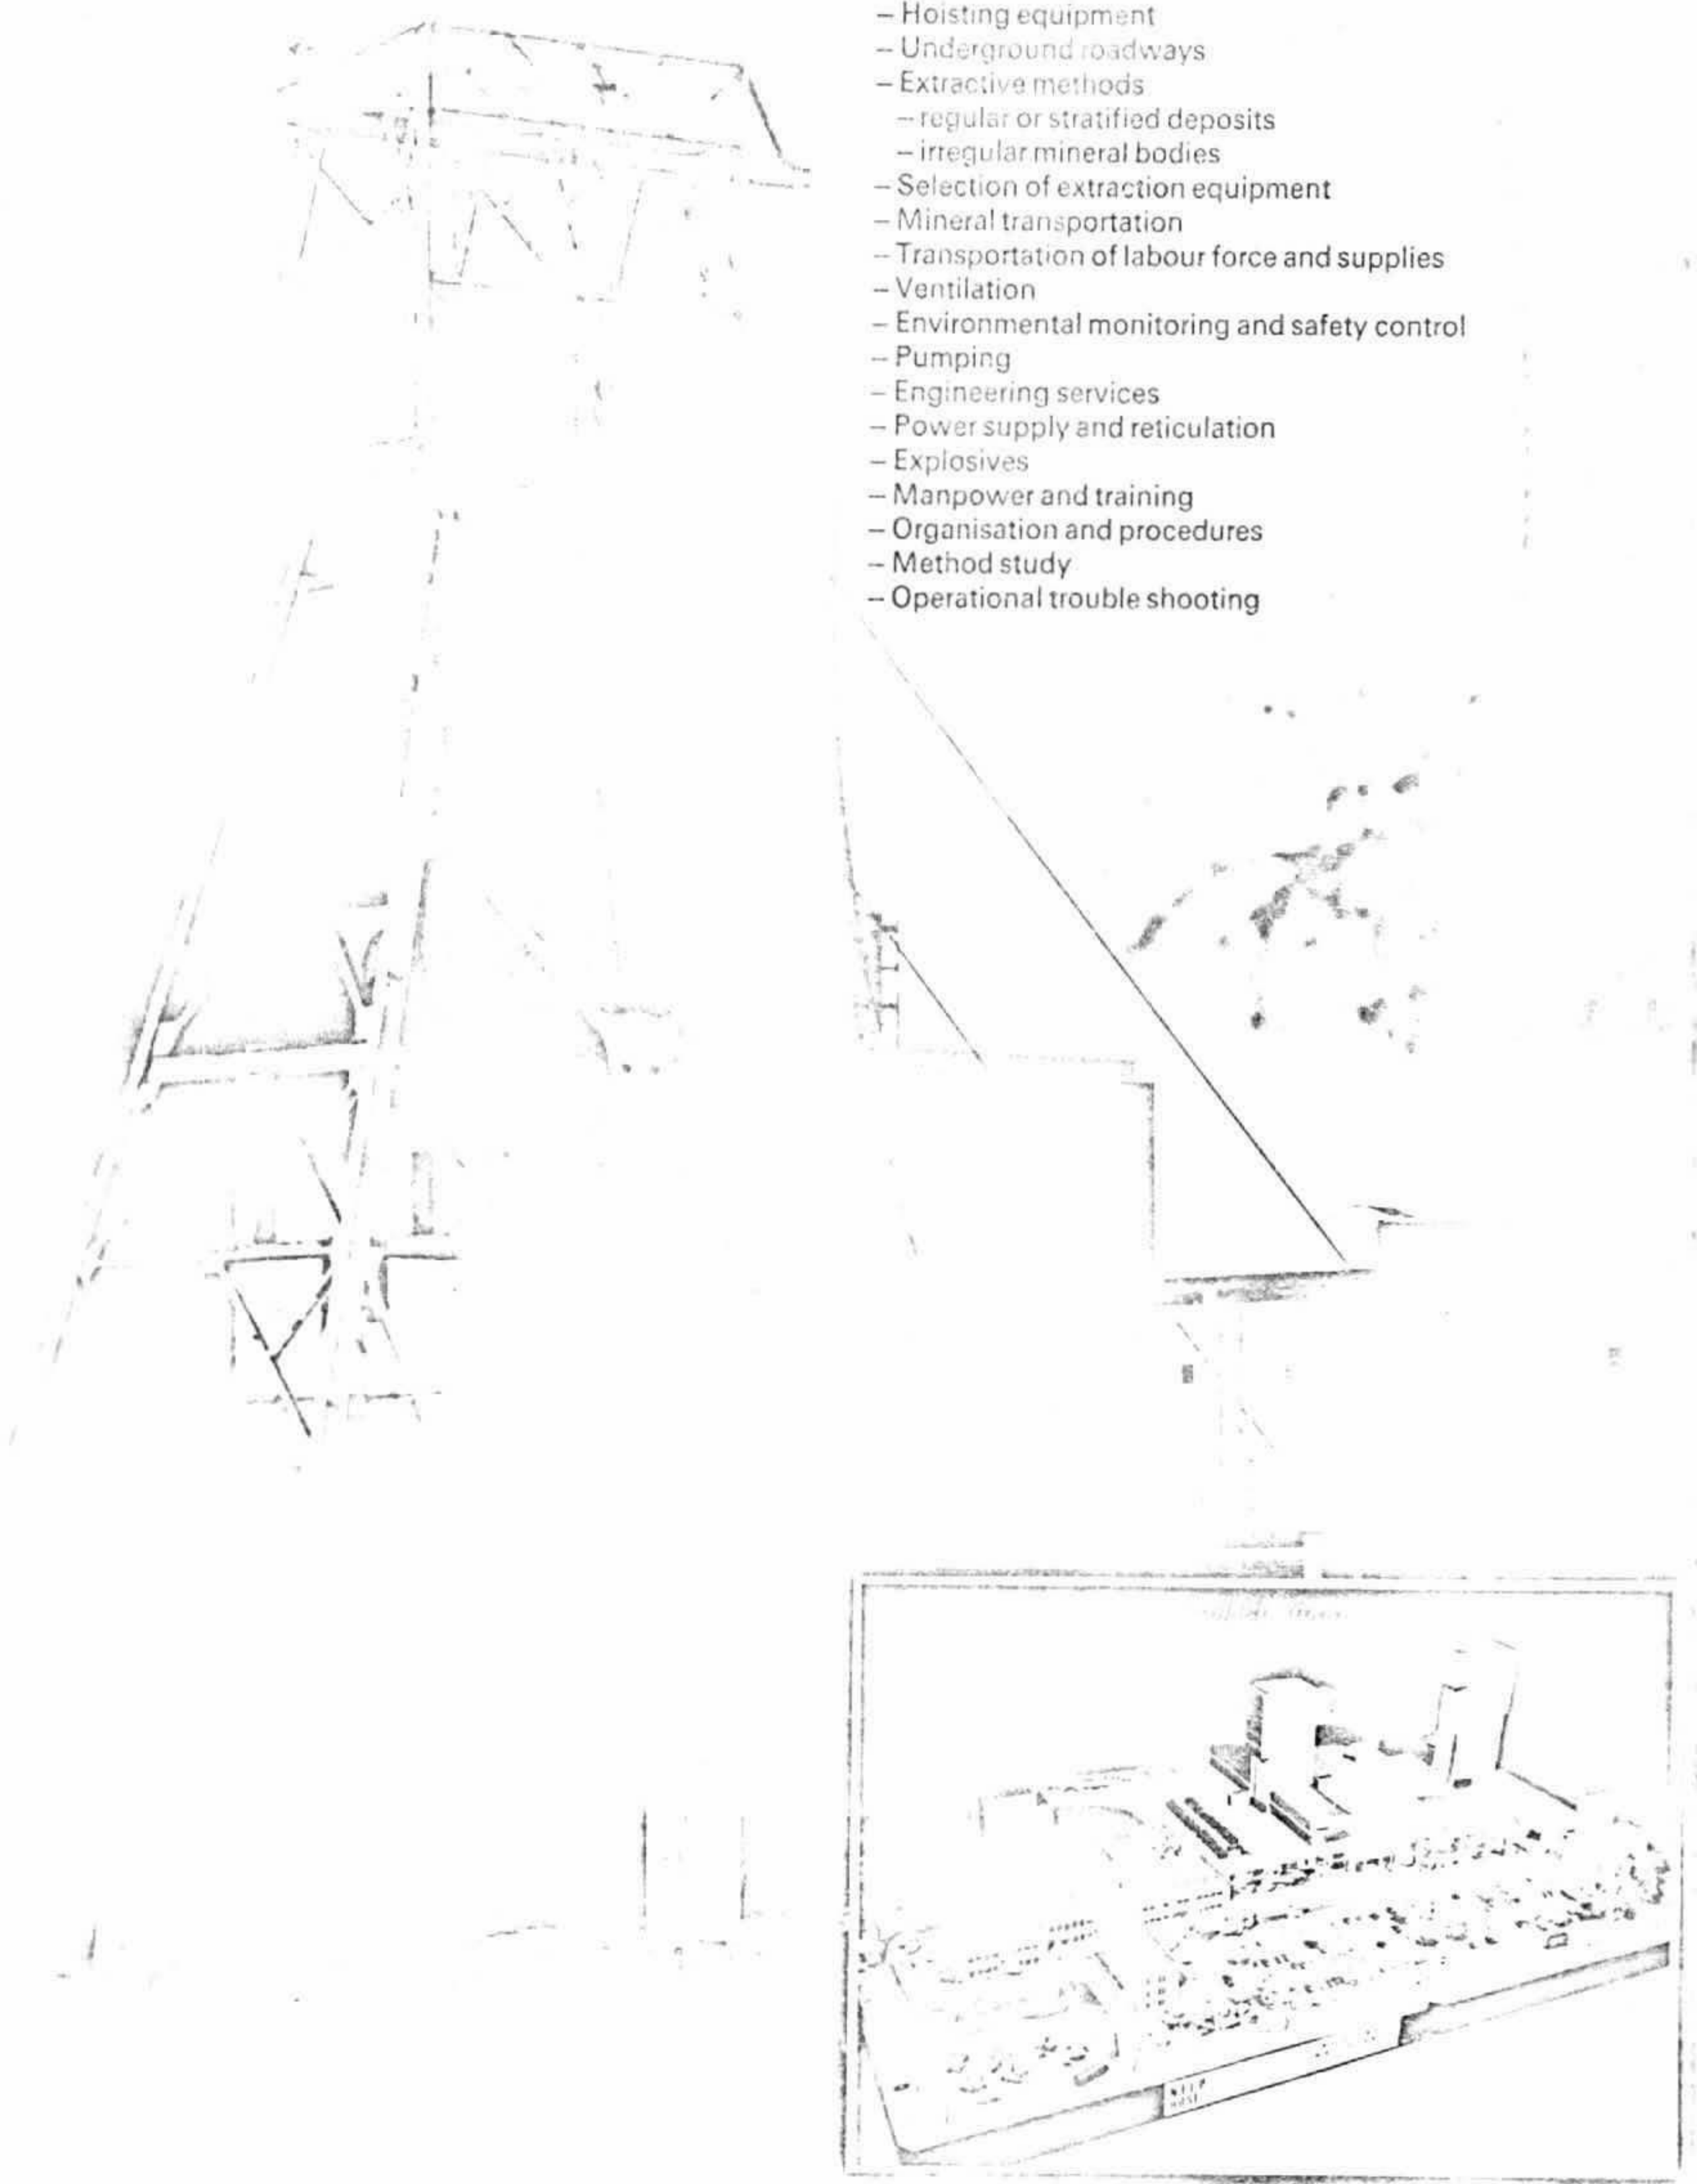 – Hoisting equipment
– Underground roadways
– Extractive methods
– regular or stratified deposits
– irregular mineral bodies
– Selection of extraction equipment
– Mineral transportation
– Transportation of labour force and supplies
– Ventilation
– Environmental monitoring and safety control
– Pumping
– Engineering services
– Power supply and reticulation
– Explosives
– Manpower and training
– Organisation and procedures
– Method study
– Operational trouble shooting